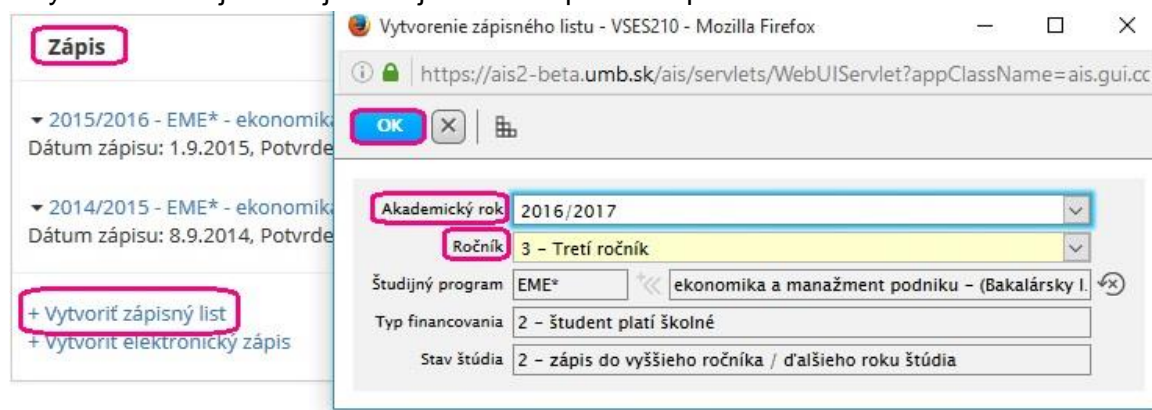 Zápis
▾ 2015/2016 - EME* - ekonomik
Dátum zápisu: 1.9.2015, Potvrde
▾ 2014/2015 - EME* - ekonomik
Dátum zápisu: 8.9.2014, Potvrde
+ Vytvoriť zápisný list
+ Vytvoriť elektronický zápis
Vytvorenie zápisného listu - VSES210 - Mozilla Firefox
https://ais2-beta.umb.sk/ais/servlets/WebUIServlet?appClassName=ais.gui.cc
OK
Akademický rok 2016/2017
Ročník 3 – Tretí ročník
Študijný program EME* ekonomika a manažment podniku – (Bakalársky I.
Typ financovania 2 – študent platí školné
Stav štúdia 2 – zápis do vyššieho ročníka / ďalšieho roku štúdia